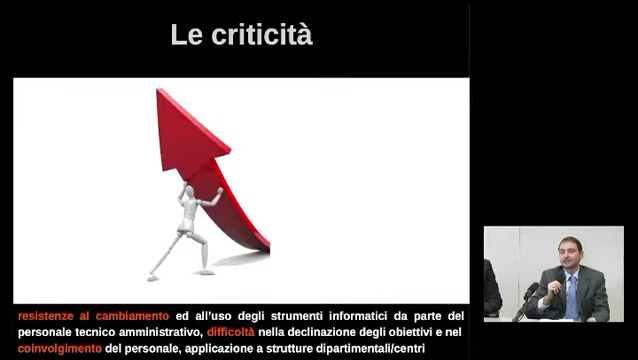 Le criticità
resistenze al cambiamento ed all'uso degli strumenti informatici da parte del
personale tecnico amministrativo, difficoltà nella declinazione degli obiettivi e nel
coinvolgimento del personale, applicazione a strutture dipartimentali/centri